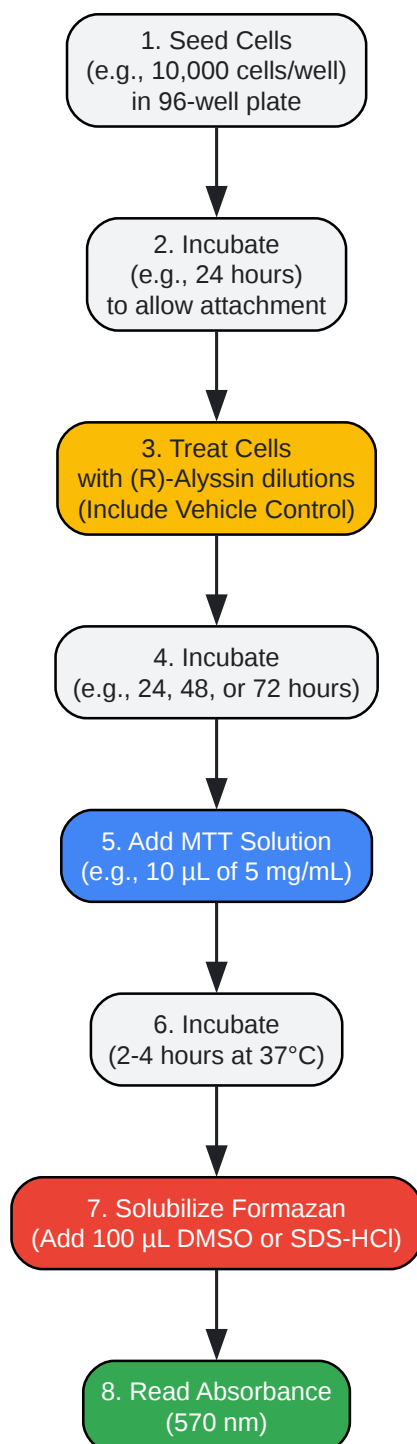 1. Seed Cells
(e.g., 10,000 cells/well)
in 96-well plate
2. Incubate
(e.g., 24 hours)
to allow attachment
3. Treat Cells
with (R)-Alyssin dilutions
(Include Vehicle Control)
4. Incubate
(e.g., 24, 48, or 72 hours)
5. Add MTT Solution
(e.g., 10 µL of 5 mg/mL)
6. Incubate
(2-4 hours at 37°C)
7. Solubilize Formazan
(Add 100 µL DMSO or SDS-HCl)
8. Read Absorbance
(570 nm)